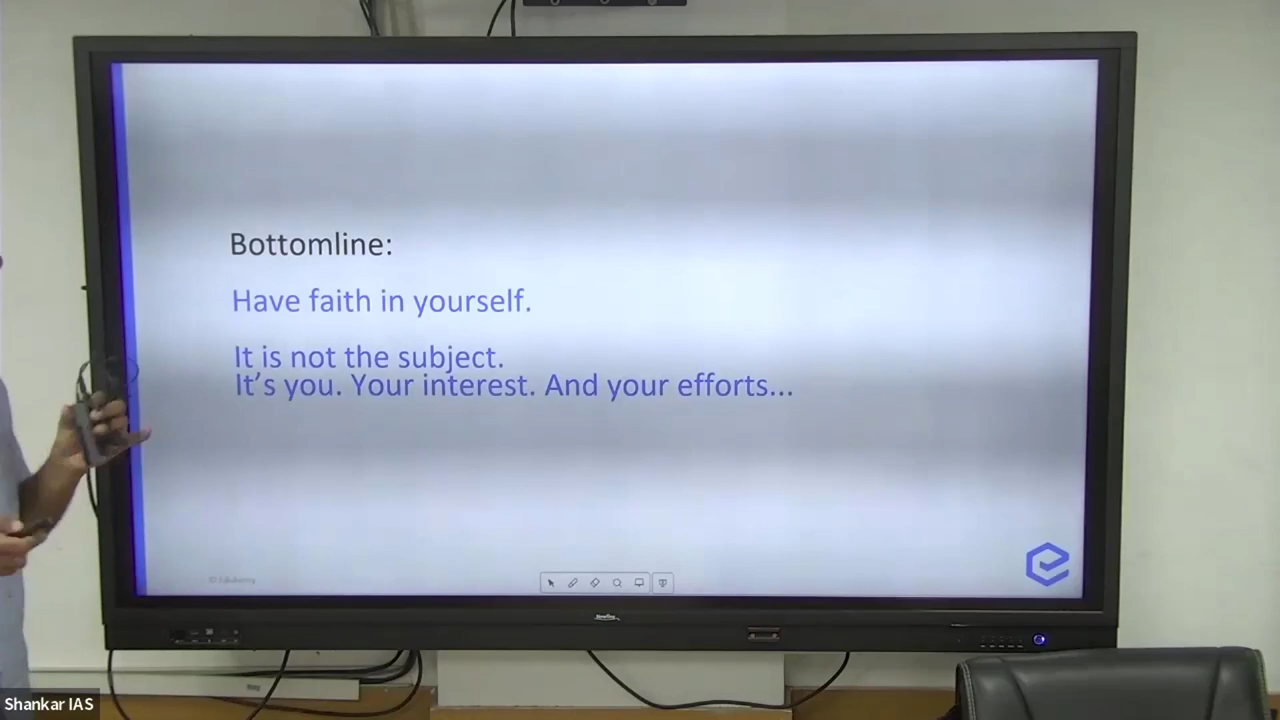 Bottomline:
Have faith in yourself.
It is not the subject.
It’s you. Your interest. And your efforts...
Shankar IAS